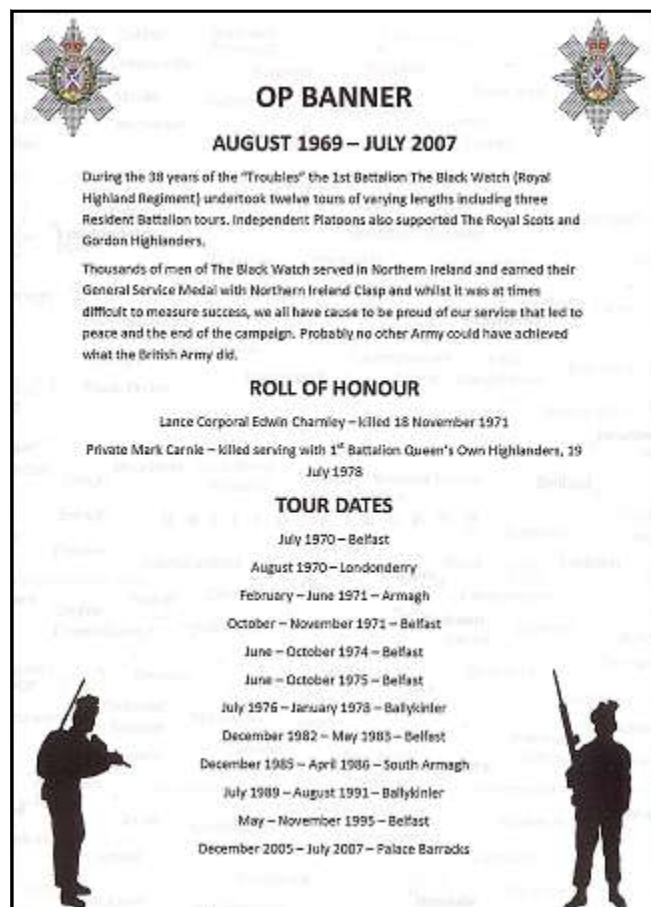 OP BANNER
AUGUST 1969 – JULY 2007
During the 38 years of the "Troubles" the 1st Battalion The Black Watch (Royal
Highland Regiment) undertook twelve tours of varying lengths including three
Resident Battalion tours. Independent Platoons also supported The Royal Scots and
Gordon Highlanders.
Thousands of men of The Black Watch served in Northern Ireland and earned their
General Service Medal with Northern Ireland Clasp and whilst it was at times
difficult to measure success, we all have cause to be proud of our service that led to
peace and the end of the campaign. Probably no other Army could have achieved
what the British Army did.
ROLL OF HONOUR
Lance Corporal Edwin Charnley – killed 18 November 1971
Private Mark Carnie – killed serving with 1st Battalion Queen's Own Highlanders, 19
July 1978
TOUR DATES
July 1970 – Belfast
August 1970 – Londonderry
February – June 1971 – Armagh
October – November 1971 – Belfast
June – October 1974 – Belfast
June – October 1975 – Belfast
July 1976 – January 1978 – Ballykinler
December 1982 – May 1983 – Belfast
December 1985 – April 1986 – South Armagh
July 1989 – August 1991 – Ballykinler
May – November 1995 – Belfast
December 2005 – July 2007 – Palace Barracks